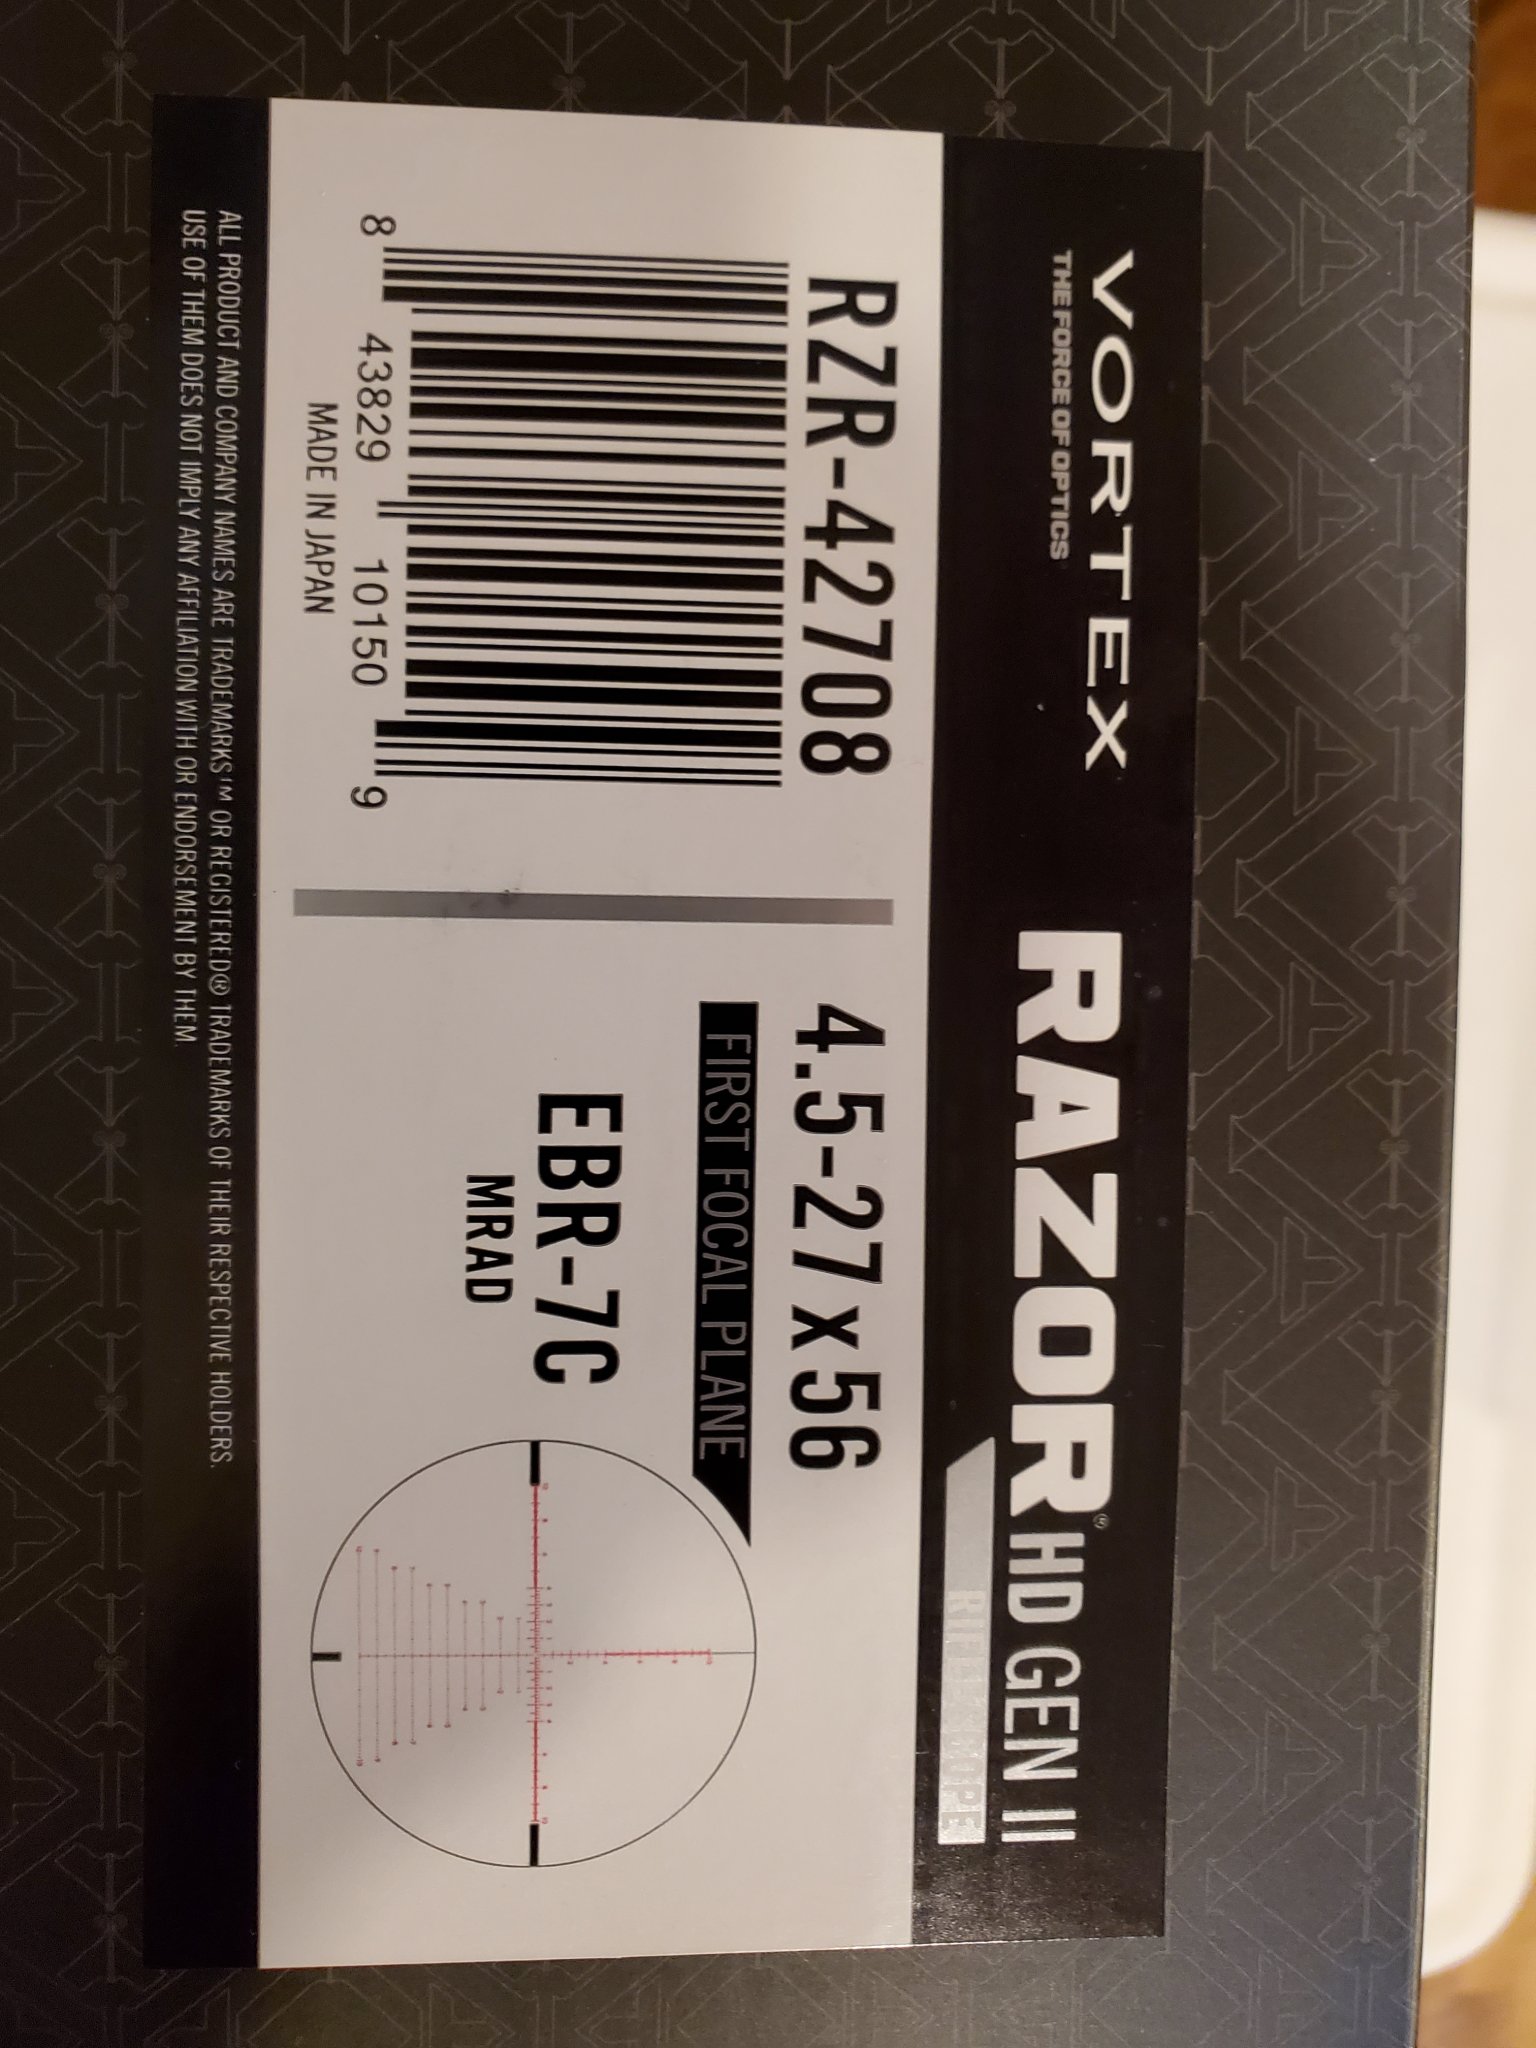 VORTEX
THE FORCE OF OPTICS
RAZOR® HD GEN II
RIFLESCOPE
RZR-42708
8 43829 10150 9
MADE IN JAPAN
4.5-27x56
FIRST FOCAL PLANE
EBR-7C
MRAD
ALL PRODUCT AND COMPANY NAMES ARE TRADEMARKS™ OR REGISTERED® TRADEMARKS OF THEIR RESPECTIVE HOLDERS.
USE OF THEM DOES NOT IMPLY ANY AFFILIATION WITH OR ENDORSEMENT BY THEM.